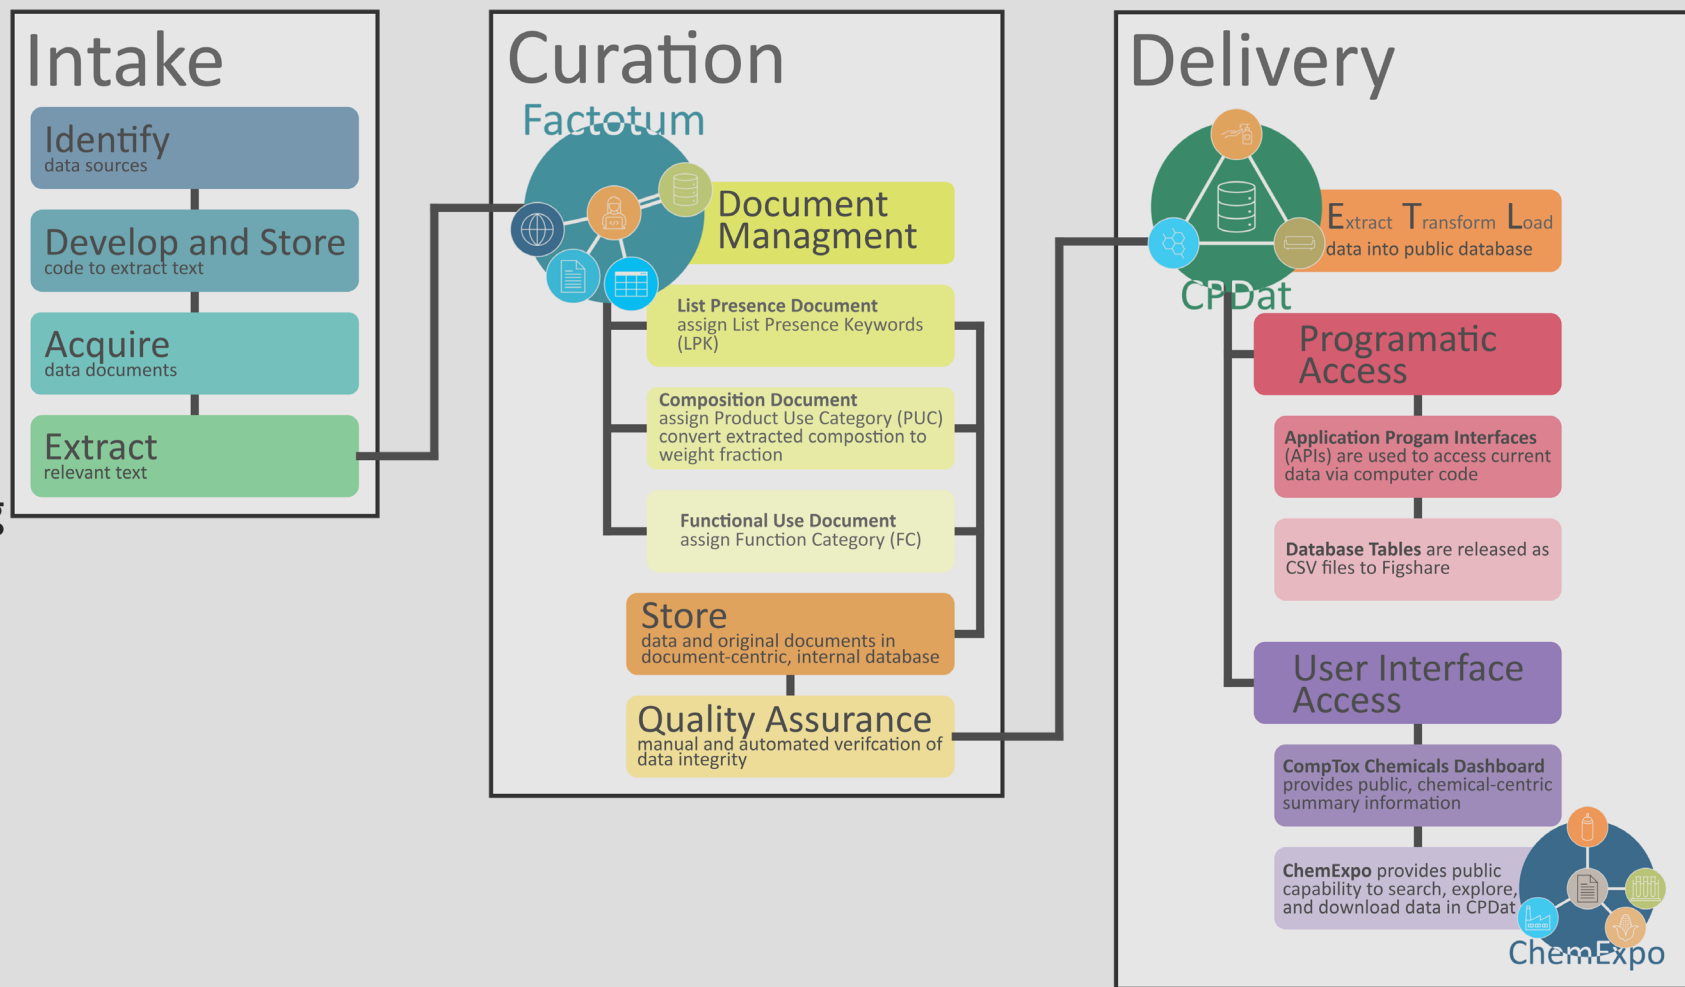 Intake
Identify
data sources
Develop and Store
code to extract text
Acquire
data documents
Extract
relevant text
g
Curation
Factotum
Document
Managment
List Presence Document
assign List Presence Keywords
(LPK)
Composition Document
assign Product Use Category (PUC)
convert extracted compostion to
weight fraction
Functional Use Document
assign Function Category (FC)
Store
data and original documents in
document-centric, internal database
Quality Assurance
manual and automated verifcation of
data integrity
Delivery
Extract Transform Load
data into public database
CPDat
Programatic
Access
Application Progam Interfaces
(APIs) are used to access current
data via computer code
Database Tables are released as
CSV files to Figshare
User Interface
Access
CompTox Chemicals Dashboard
provides public, chemical-centric
summary information
ChemExpo provides public
capability to search, explore,
and download data in CPDat
ChemExpo